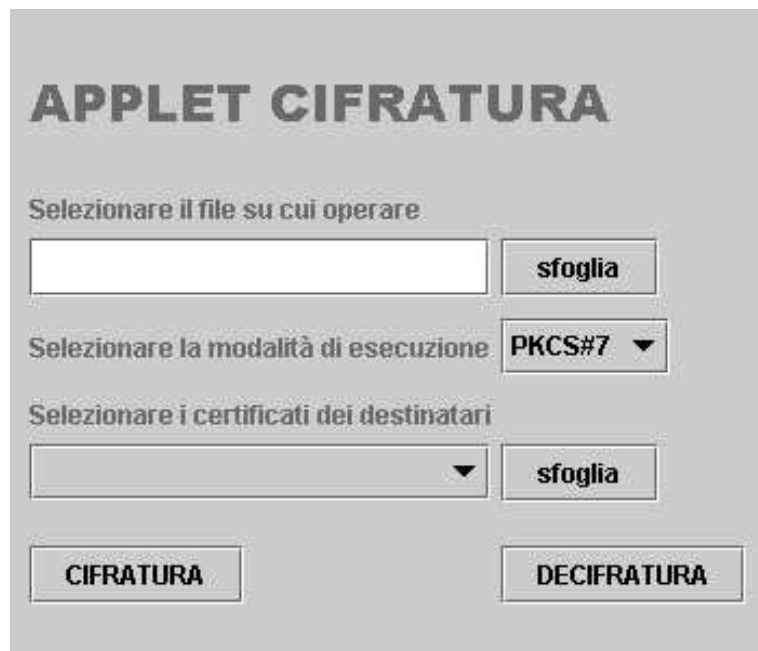 APPLET CIFRATURA
Selezionare il file su cui operare
sfoglia
Selezionare la modalità di esecuzione PKCS#7
Selezionare i certificati dei destinatari
sfoglia
CIFRATURA DECIFRATURA